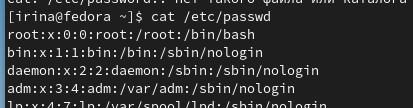 cat: /etc/password:: Нет такого файла или каталога
[irina@fedora ~]$ cat /etc/passwd
root:x:0:0:root:/root:/bin/bash
bin:x:1:1:bin:/bin:/sbin/nologin
daemon:x:2:2:daemon:/sbin:/sbin/nologin
adm:x:3:4:adm:/var/adm:/sbin/nologin
lp:x:4:7:lp:/var/spool/lpd:/sbin/nologin